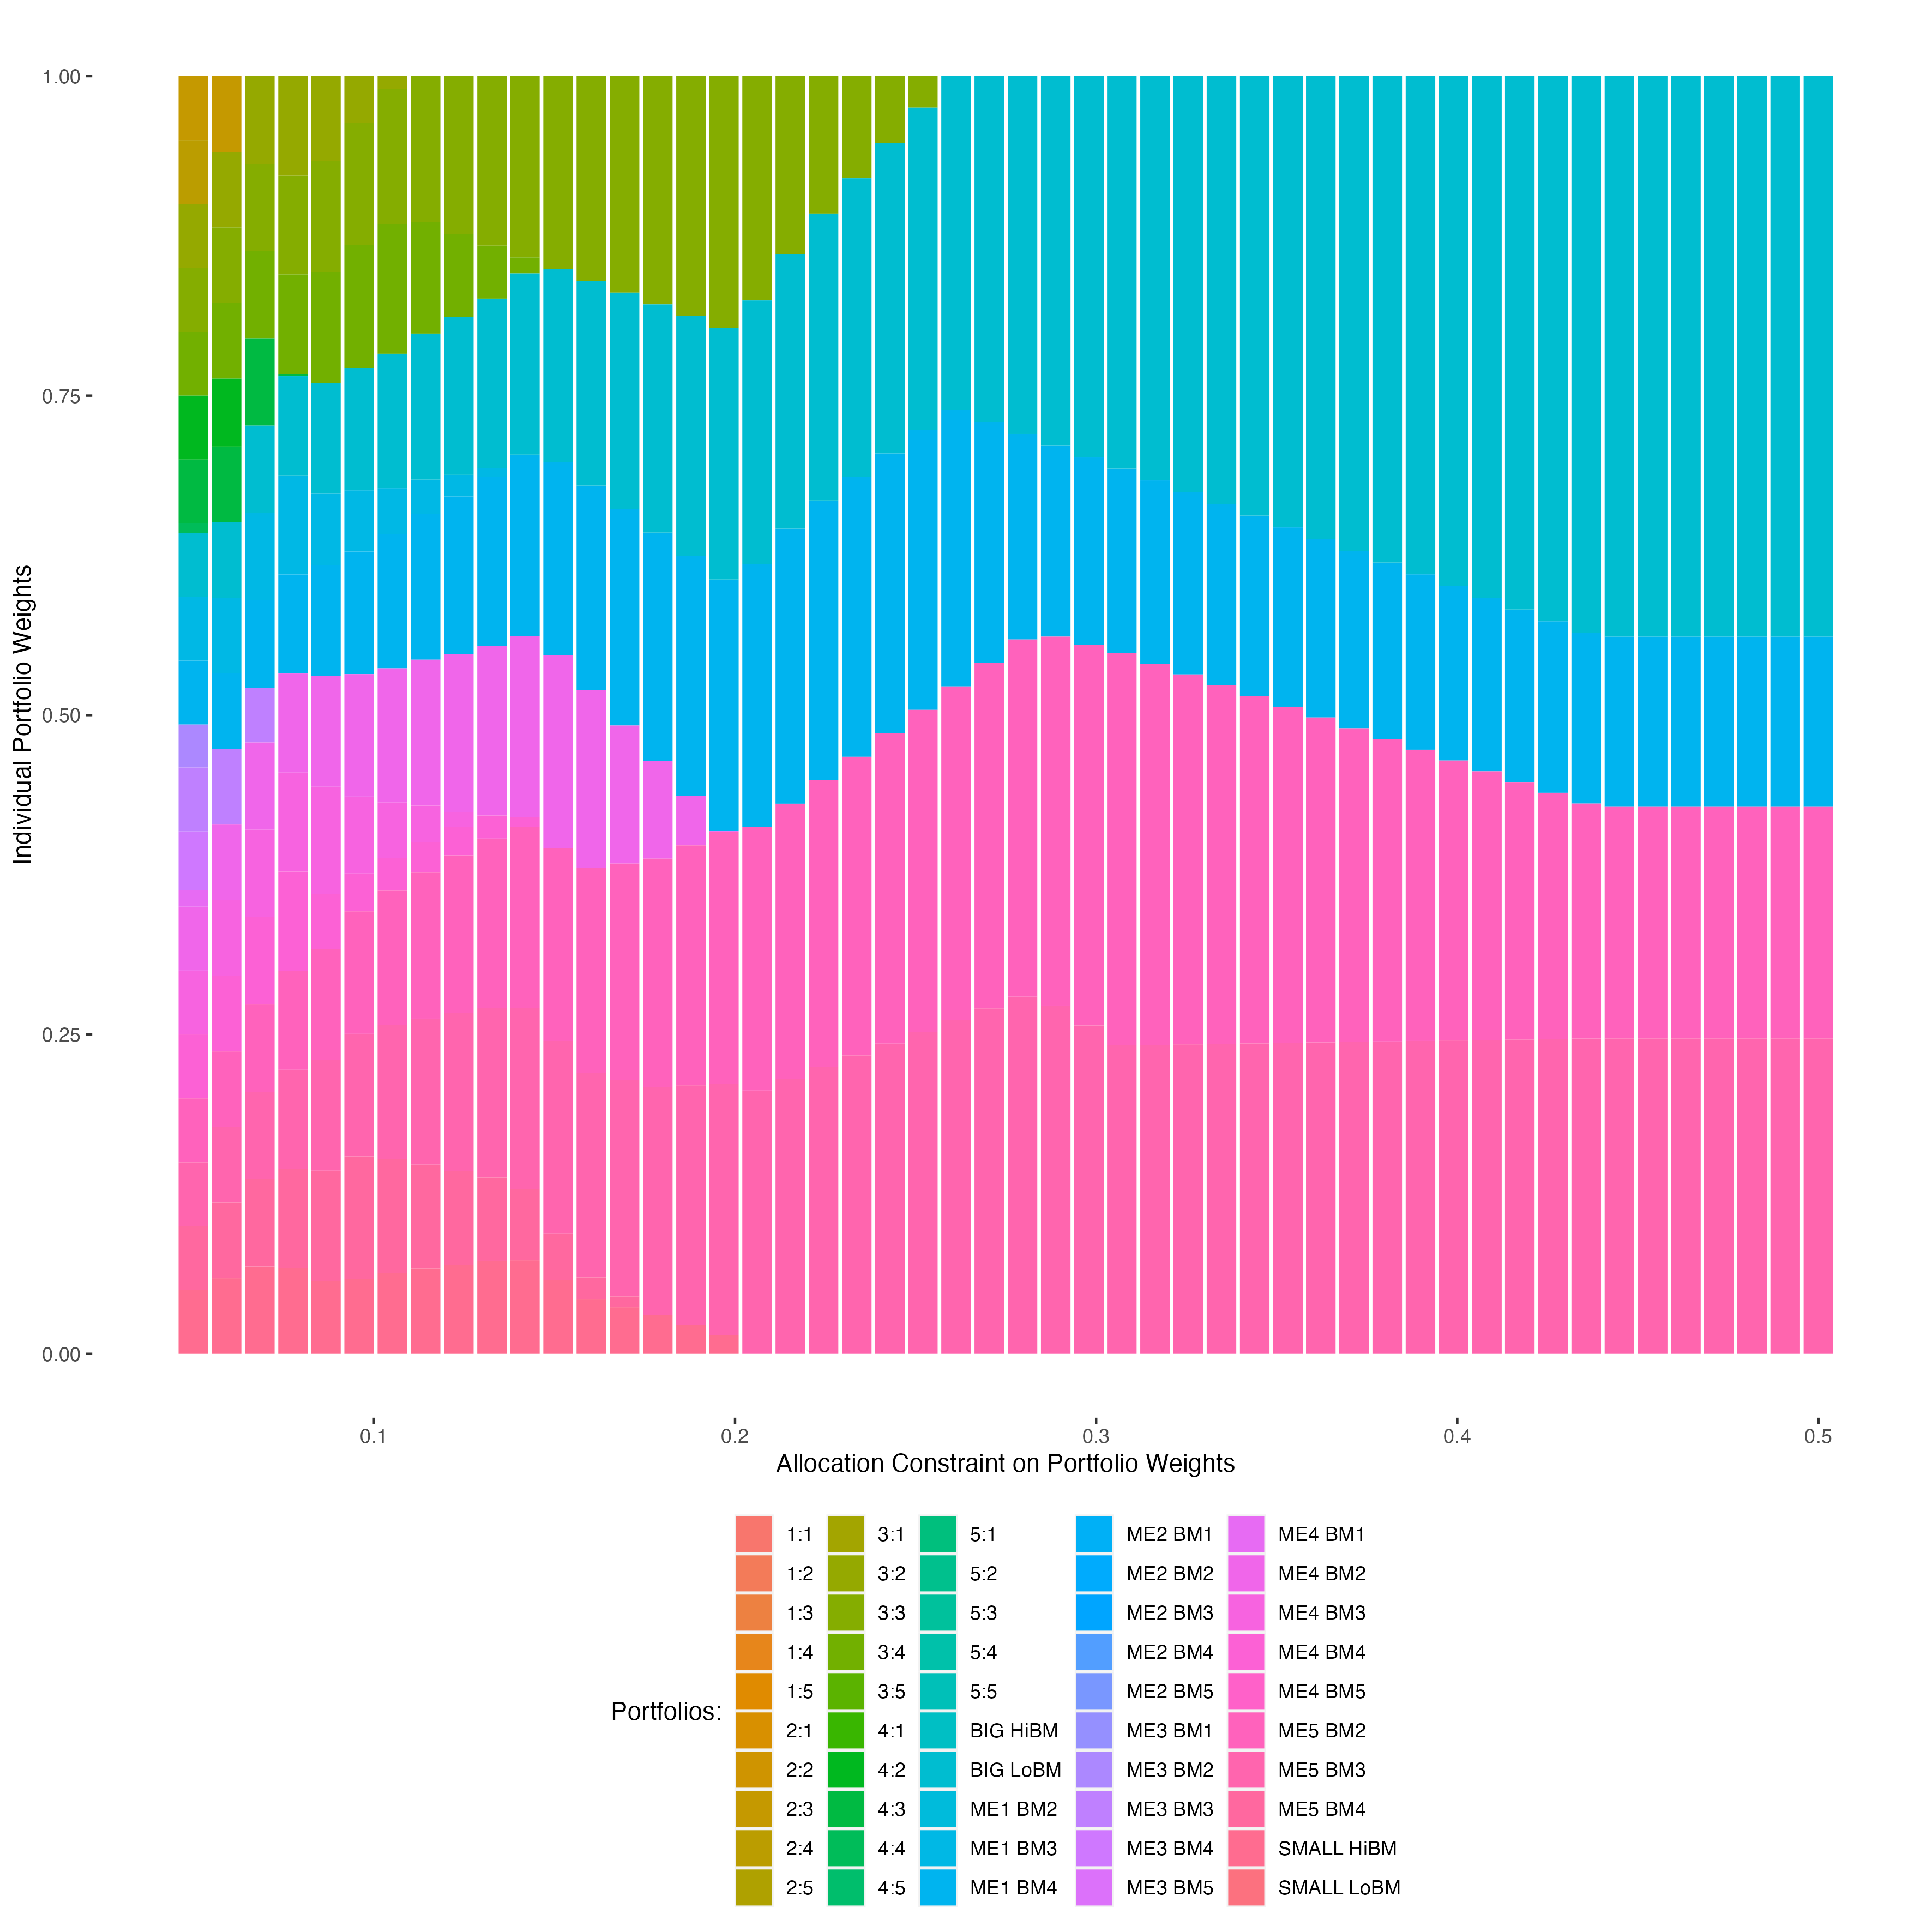 1.00
0.75
0.50
0.25
0.00
Individual Portfolio Weights
0.1 0.2 0.3 0.4 0.5
Allocation Constraint on Portfolio Weights
Portfolios:
1:1 3:1 5:1 ME2 BM1 ME4 BM1
1:2 3:2 5:2 ME2 BM2 ME4 BM2
1:3 3:3 5:3 ME2 BM3 ME4 BM3
1:4 3:4 5:4 ME2 BM4 ME4 BM4
1:5 3:5 5:5 ME2 BM5 ME4 BM5
2:1 4:1 BIG HiBM ME3 BM1 ME5 BM2
2:2 4:2 BIG LoBM ME3 BM2 ME5 BM3
2:3 4:3 ME1 BM2 ME3 BM3 ME5 BM4
2:4 4:4 ME1 BM3 ME3 BM4 SMALL HiBM
2:5 4:5 ME1 BM4 ME3 BM5 SMALL LoBM